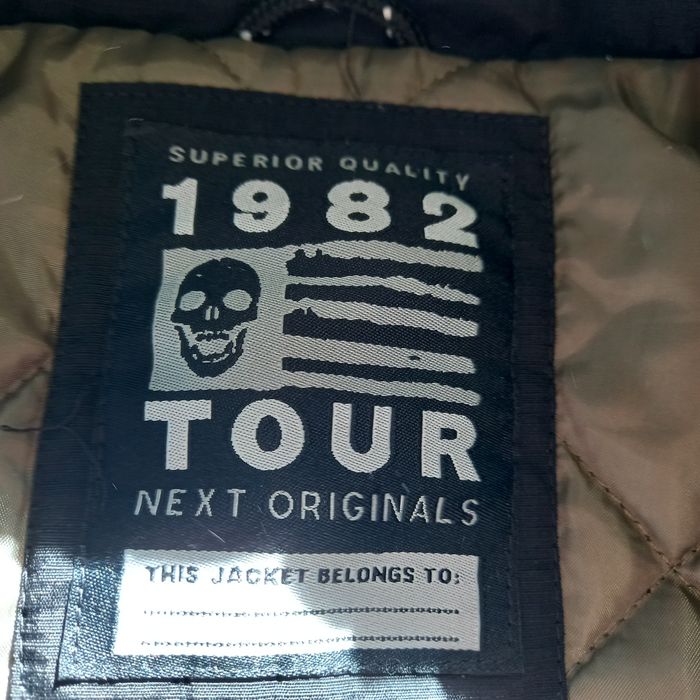 SUPERIOR QUALITY
1982
TOUR
NEXT ORIGINALS
THIS JACKET BELONGS TO: